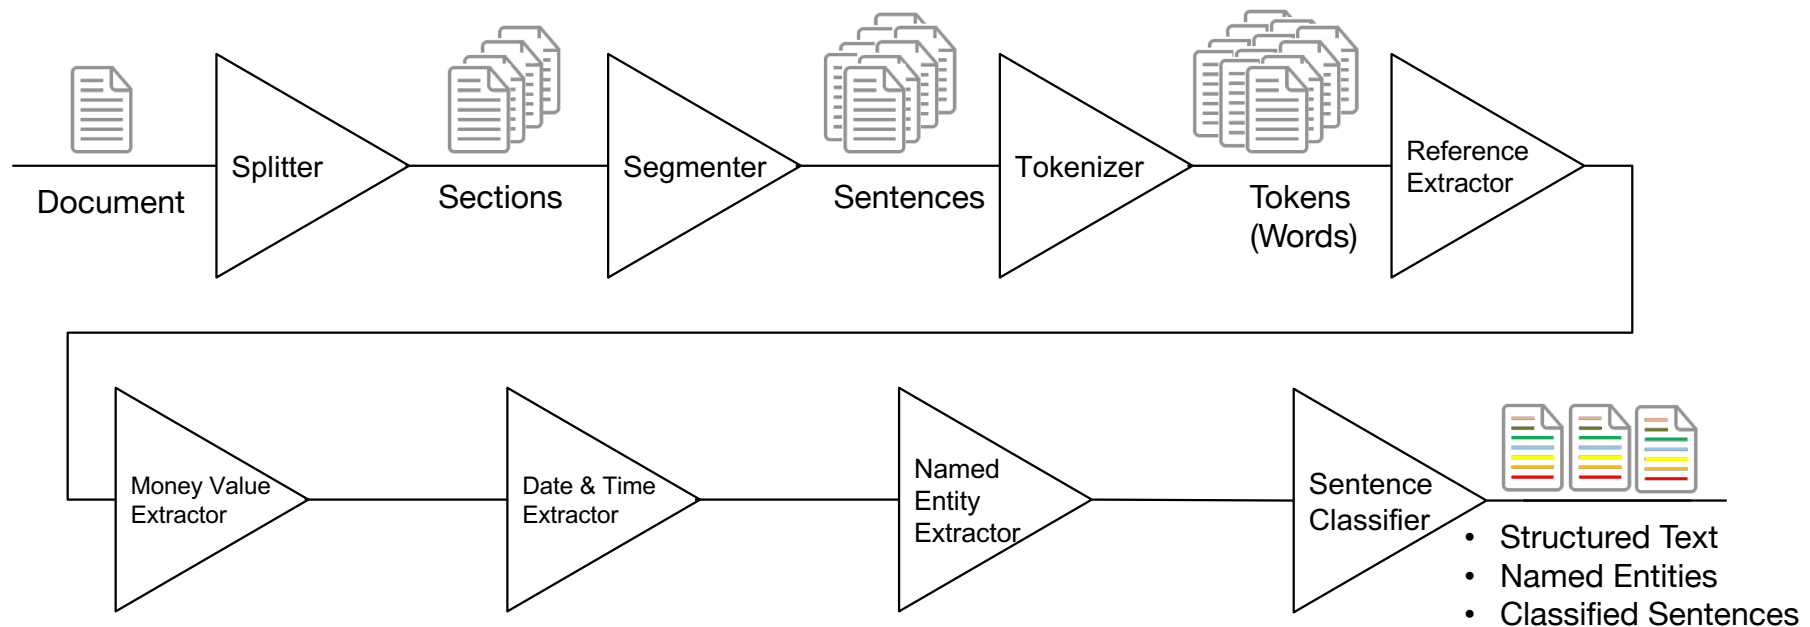 Document
Splitter
Sections
Segmenter
Sentences
Tokenizer
Tokens
(Words)
Reference
Extractor
Money Value
Extractor
Date & Time
Extractor
Named
Entity
Extractor
Sentence
Classifier
• Structured Text
• Named Entities
• Classified Sentences